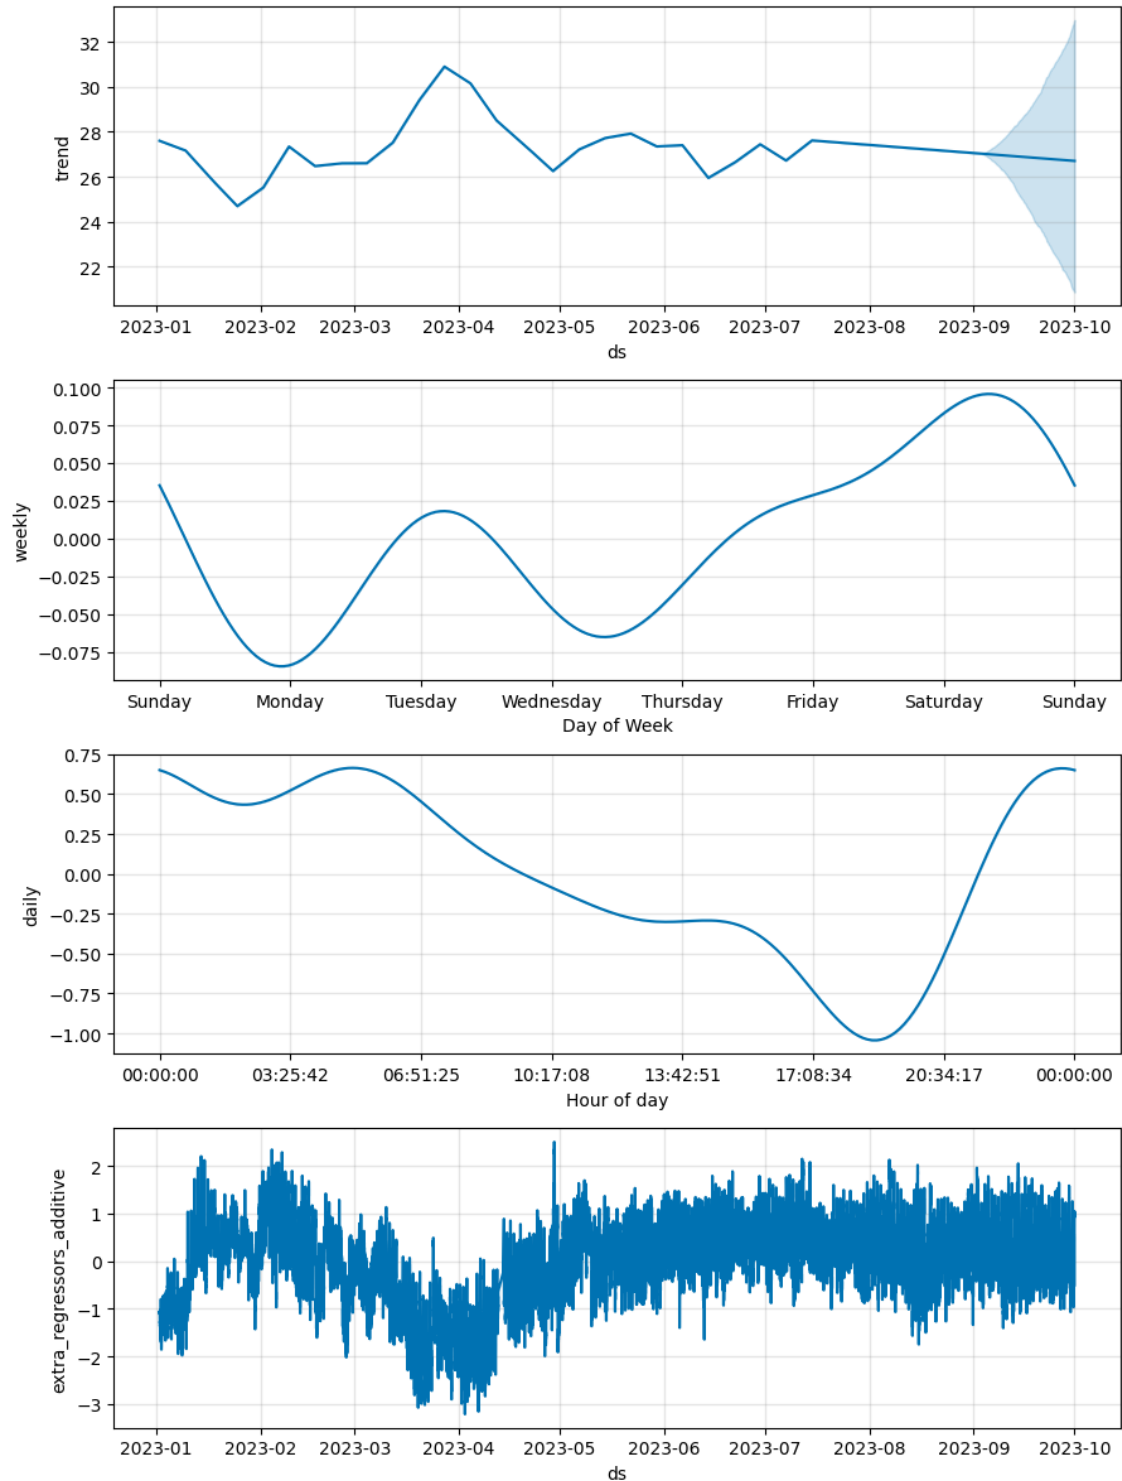 32
30
28
26
24
22
trend
2023-01 2023-02 2023-03 2023-04 2023-05 2023-06 2023-07 2023-08 2023-09 2023-10
ds
0.100
0.075
0.050
0.025
0.000
−0.025
−0.050
−0.075
weekly
Sunday Monday Tuesday Wednesday Thursday Friday Saturday Sunday
Day of Week
0.75
0.50
0.25
0.00
−0.25
−0.50
−0.75
−1.00
daily
00:00:00 03:25:42 06:51:25 10:17:08 13:42:51 17:08:34 20:34:17 00:00:00
Hour of day
2
1
0
−1
−2
−3
extra_regressors_additive
2023-01 2023-02 2023-03 2023-04 2023-05 2023-06 2023-07 2023-08 2023-09 2023-10
ds